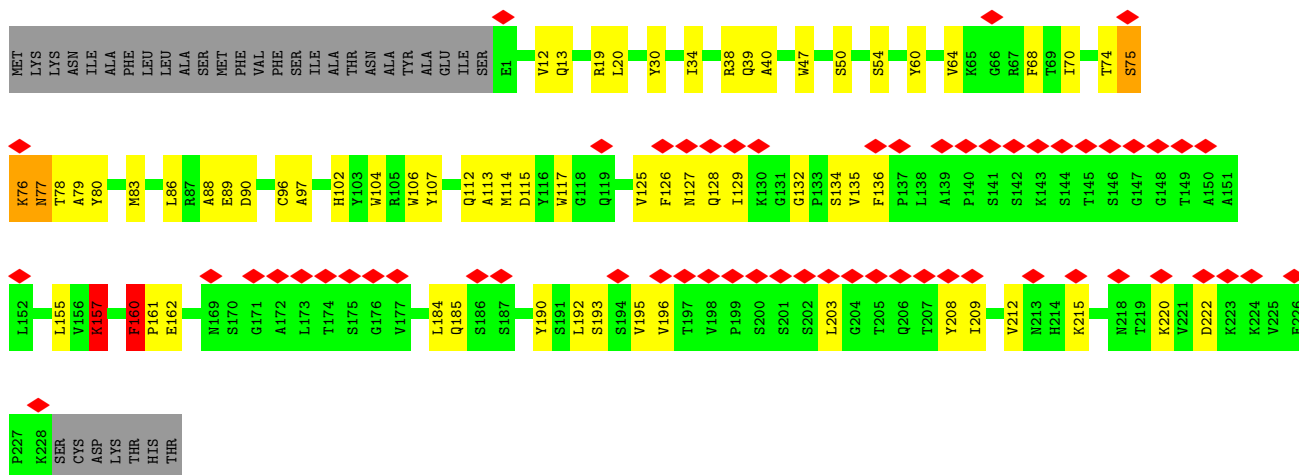 MET LYS LYS ASN ILE ALA PHE LEU LEU ALA SER MET PHE VAL PHE SER ILE ALA THR ASN ALA TYR ALA GLU ILE SER E1 V12 Q13 R19 L20 Y30 I34 R38 Q39 A40 W47 S50 S54 Y60 V64 K65 G66 R67 F68 T69 I70 T74 S75
K76 N77 T78 A79 Y80 M83 L86 R87 A88 E89 D90 C96 A97 H102 Y103 W104 R105 W106 Y107 Q112 A113 M114 D115 Y116 W117 G118 Q119 V125 F126 N127 Q128 I129 K130 G131 G132 P133 S134 V135 F136 P137 L138 A139 P140 S141 S142 K143 S144 T145 S146 G147 G148 T149 A150 A151
L152 L155 V156 K157 F160 P161 E162 N169 S170 G171 A172 L173 T174 S175 G176 V177 L184 Q185 S186 S187 Y190 S191 L192 S193 S194 V195 V196 T197 V198 P199 S200 S201 S202 L203 G204 T205 Q206 T207 Y208 I209 V212 N213 H214 K215 N218 T219 K220 V221 D222 K223 K224 V225 E226
P227 K228 SER CYS ASP LYS THR HIS THR